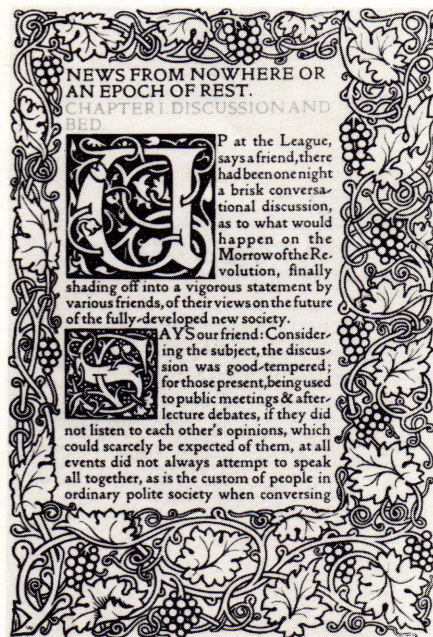 NEWS FROM NOWHERE OR
AN EPOCH OF REST.
CHAPTER I. DISCUSSION AND
BED.
UP at the League,
says a friend, there
had been one night
a brisk conversa-
tional discussion,
as to what would
happen on the
Morrow of the Re-
volution, finally
shading off into a vigorous statement by
various friends, of their views on the future
of the fully-developed new society.
SAYS our friend: Consider-
ing the subject, the discus-
sion was good-tempered;
for those present, being used
to public meetings & after-
lecture debates, if they did
not listen to each other's opinions, which
could scarcely be expected of them, at all
events did not always attempt to speak
all together, as is the custom of people in
ordinary polite society when conversing